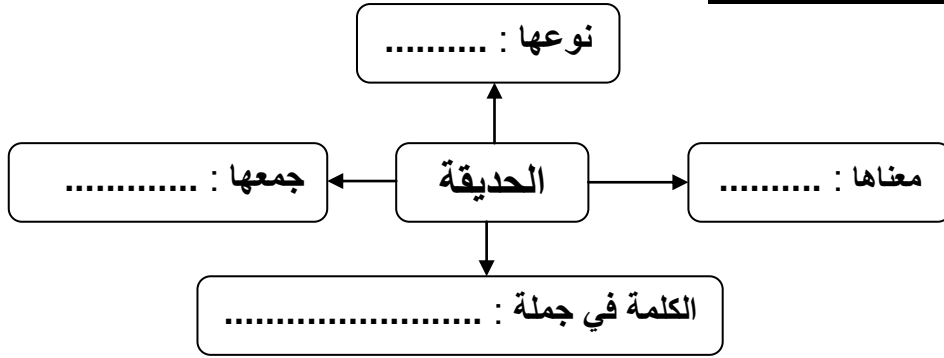 نوعها : ..........
معناها : ..........
الحديقة
جمعها : .............
الكلمة في جملة : .........................